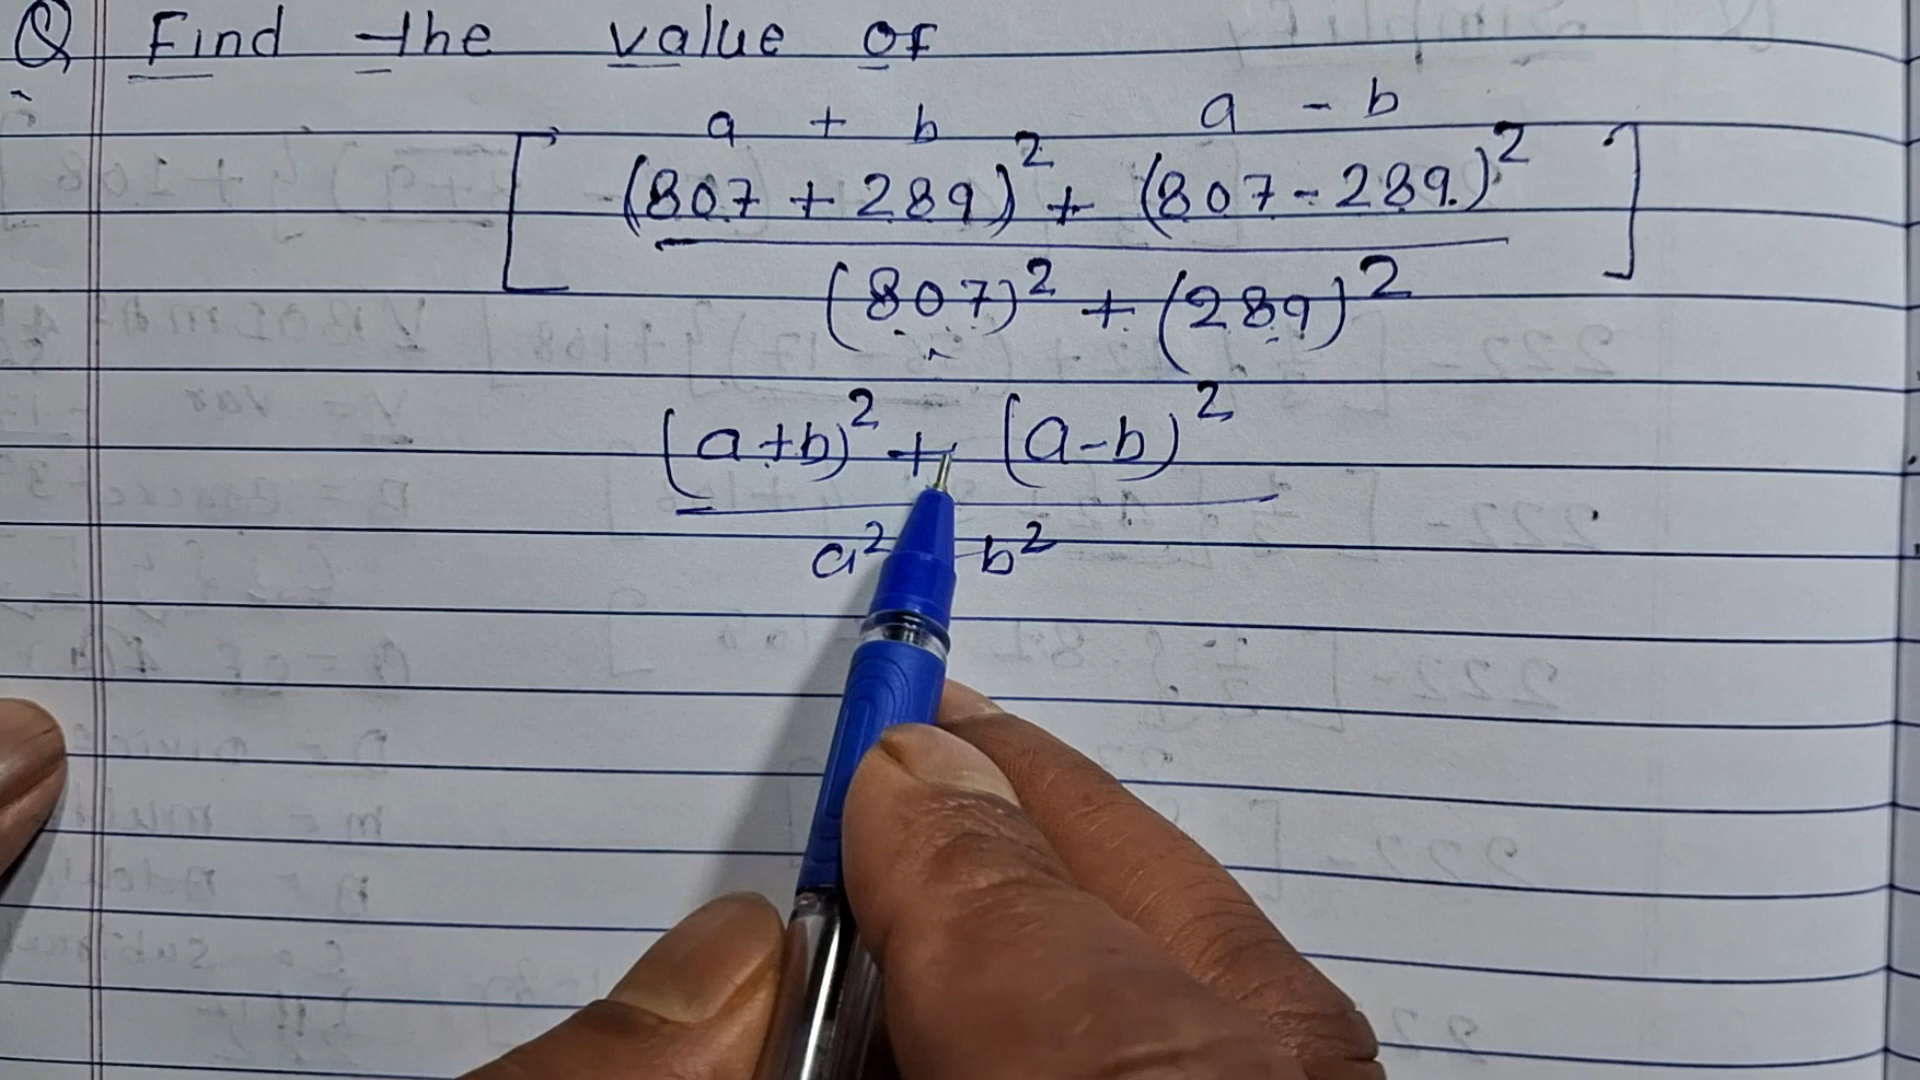 Q Find the value of
a + b a - b
[ (807 + 289)² + (807 - 289)² ]
(807)² + (289)²
(a+b)² + (a-b)²
a² b²